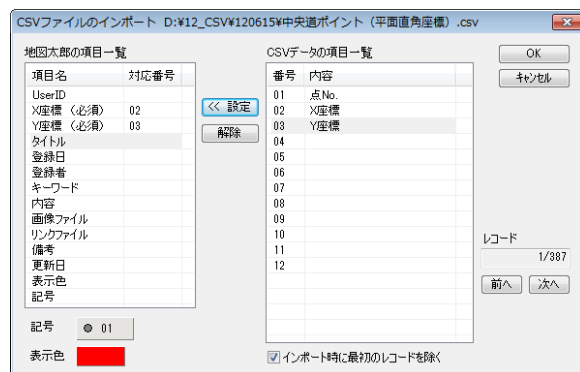 CSVファイルのインポート D:¥12_CSV¥120615¥中央道ポイント（平面直角座標）.csv
地図太郎の項目一覧
項目名 対応番号
UserID
X座標（必須） 02
Y座標（必須） 03
タイトル
登録日
登録者
キーワード
内容
画像ファイル
リンクファイル
備考
更新日
表示色
記号
記号 01
表示色
<< 設定
解除
CSVデータの項目一覧
番号 内容
01 点No.
02 X座標
03 Y座標
04
05
06
07
08
09
10
11
12
インポート時に最初のレコードを除く
OK
キャンセル
レコード
1/387
前へ 次へ